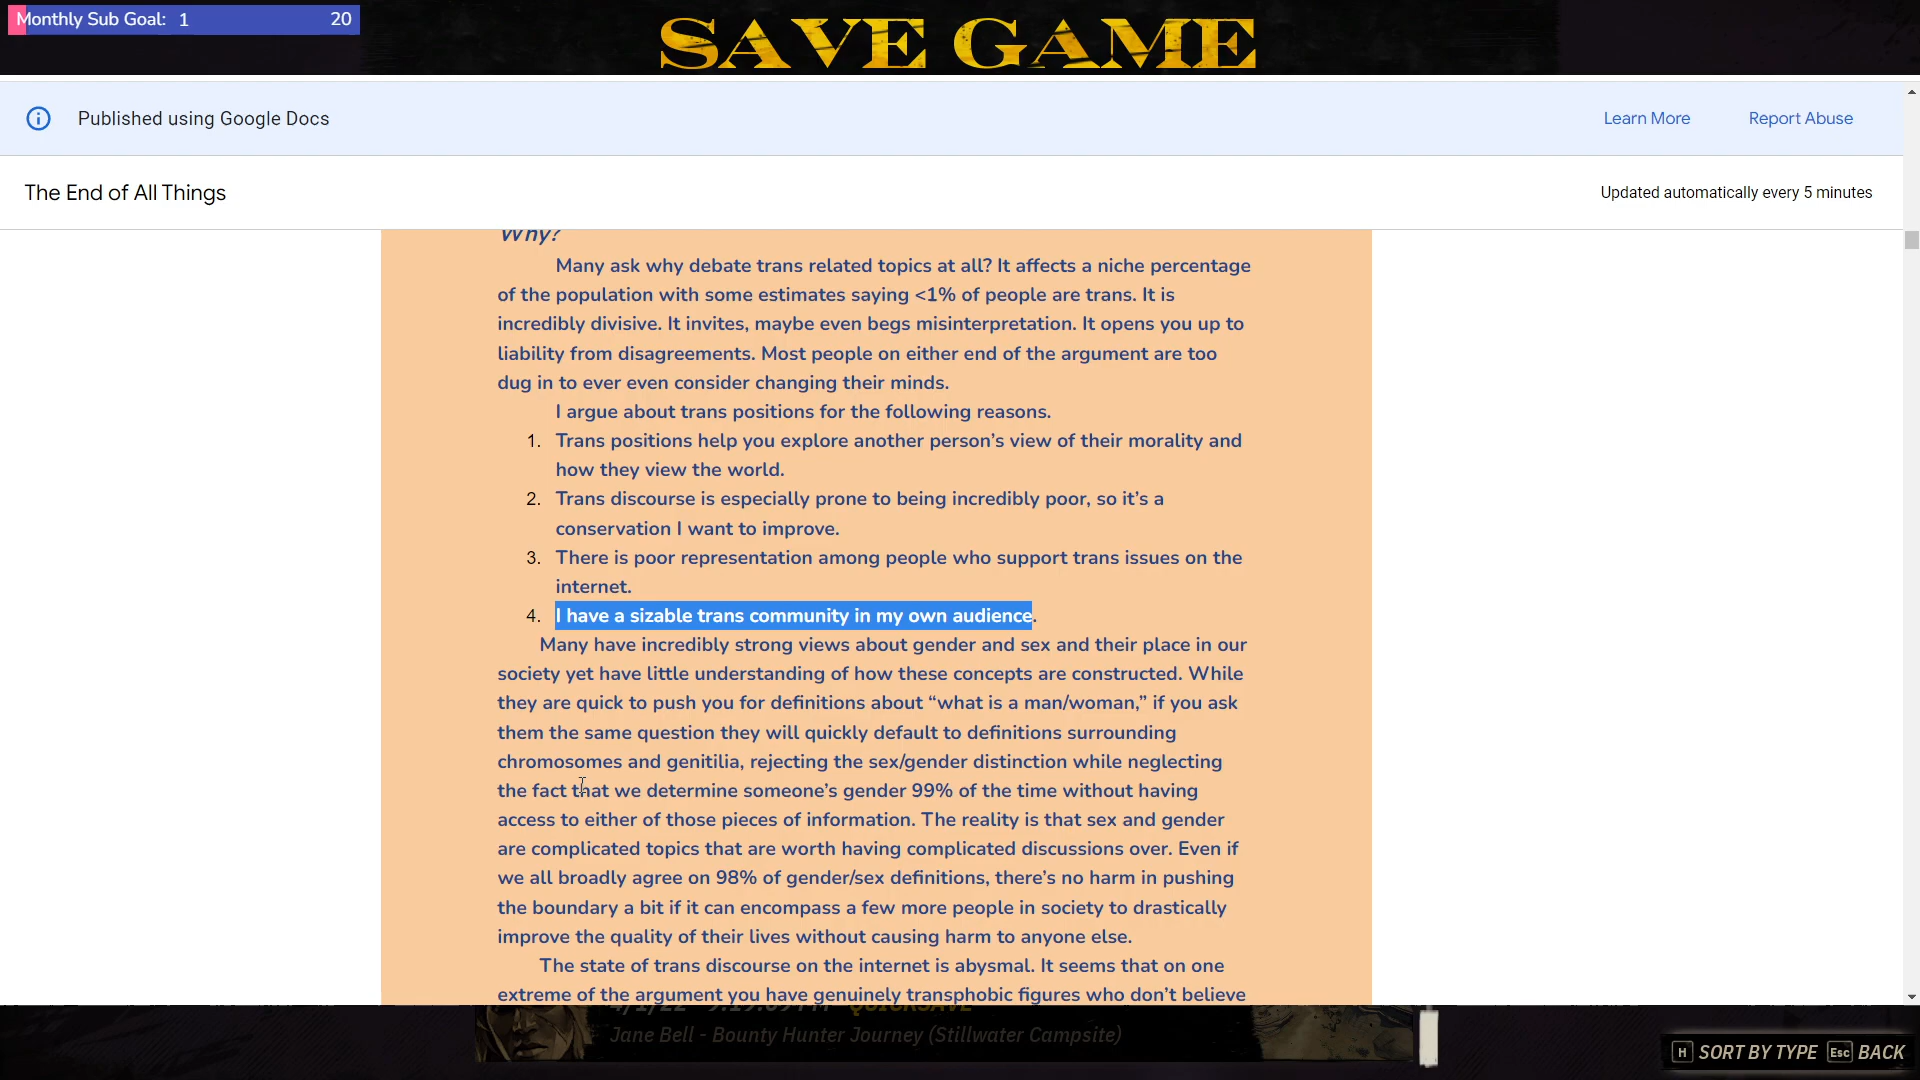 Monthly Sub Goal: 1 20
SAVE GAME
Published using Google Docs
Learn More
Report Abuse
The End of All Things
Updated automatically every 5 minutes
Why?
Many ask why debate trans related topics at all? It affects a niche percentage
of the population with some estimates saying <1% of people are trans. It is
incredibly divisive. It invites, maybe even begs misinterpretation. It opens you up to
liability from disagreements. Most people on either end of the argument are too
dug in to ever even consider changing their minds.
I argue about trans positions for the following reasons.
1. Trans positions help you explore another person’s view of their morality and
how they view the world.
2. Trans discourse is especially prone to being incredibly poor, so it’s a
conservation I want to improve.
3. There is poor representation among people who support trans issues on the
internet.
4. I have a sizable trans community in my own audience.
Many have incredibly strong views about gender and sex and their place in our
society yet have little understanding of how these concepts are constructed. While
they are quick to push you for definitions about “what is a man/woman,” if you ask
them the same question they will quickly default to definitions surrounding
chromosomes and genitilia, rejecting the sex/gender distinction while neglecting
the fact that we determine someone’s gender 99% of the time without having
access to either of those pieces of information. The reality is that sex and gender
are complicated topics that are worth having complicated discussions over. Even if
we all broadly agree on 98% of gender/sex definitions, there’s no harm in pushing
the boundary a bit if it can encompass a few more people in society to drastically
improve the quality of their lives without causing harm to anyone else.
The state of trans discourse on the internet is abysmal. It seems that on one
extreme of the argument you have genuinely transphobic figures who don’t believe
QUICKSAVE
Jane Bell - Bounty Hunter Journey (Stillwater Campsite)
H SORT BY TYPE Esc BACK